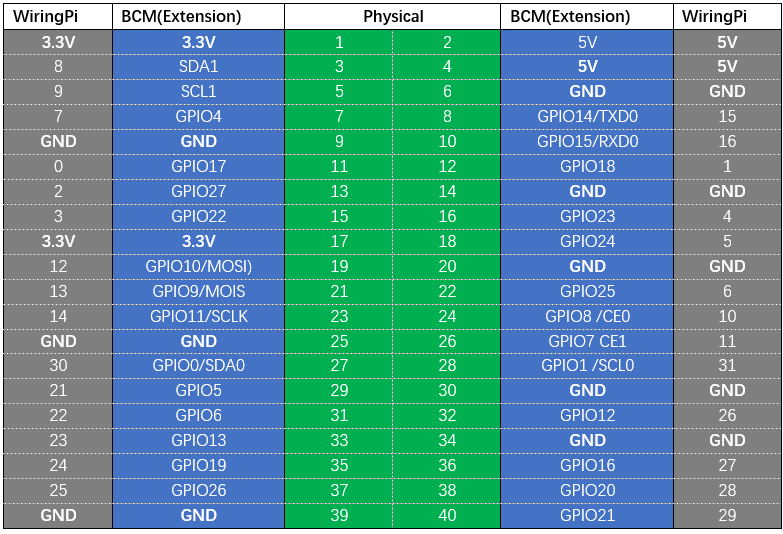 WiringPi BCM(Extension) Physical BCM(Extension) WiringPi
3.3V 3.3V 1 2 5V 5V
8 SDA1 3 4 5V 5V
9 SCL1 5 6 GND GND
7 GPIO4 7 8 GPIO14/TXD0 15
GND GND 9 10 GPIO15/RXD0 16
0 GPIO17 11 12 GPIO18 1
2 GPIO27 13 14 GND GND
3 GPIO22 15 16 GPIO23 4
3.3V 3.3V 17 18 GPIO24 5
12 GPIO10/MOSI) 19 20 GND GND
13 GPIO9/MOIS 21 22 GPIO25 6
14 GPIO11/SCLK 23 24 GPIO8 /CE0 10
GND GND 25 26 GPIO7 CE1 11
30 GPIO0/SDA0 27 28 GPIO1 /SCL0 31
21 GPIO5 29 30 GND GND
22 GPIO6 31 32 GPIO12 26
23 GPIO13 33 34 GND GND
24 GPIO19 35 36 GPIO16 27
25 GPIO26 37 38 GPIO20 28
GND GND 39 40 GPIO21 29